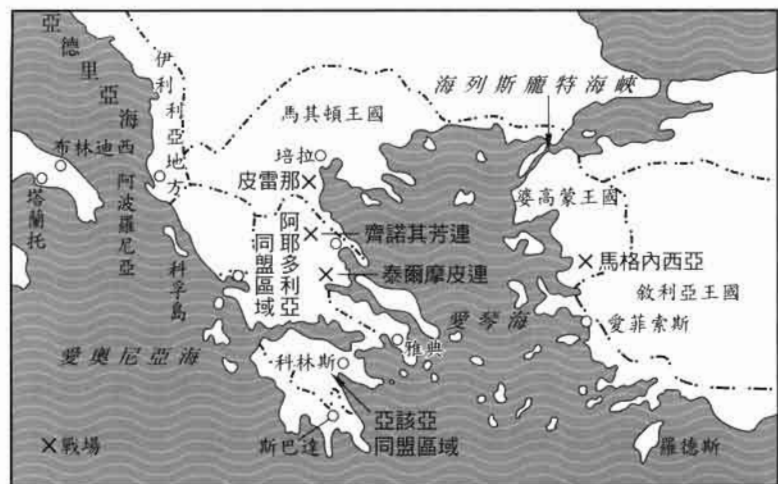 亞德里亞海
伊利利亞地方
海列斯龐特海峽
馬其頓王國
布林迪西
培拉
皮雷那
婆高蒙王國
塔蘭托
阿波羅尼亞
阿耶多利亞
同盟區域
齊諾其芳連
馬格內西亞
科孚島
泰爾摩皮連
敘利亞王國
愛琴海
愛菲索斯
愛奧尼亞海
雅典
科林斯
亞該亞
同盟區域
斯巴達
羅德斯
×戰場